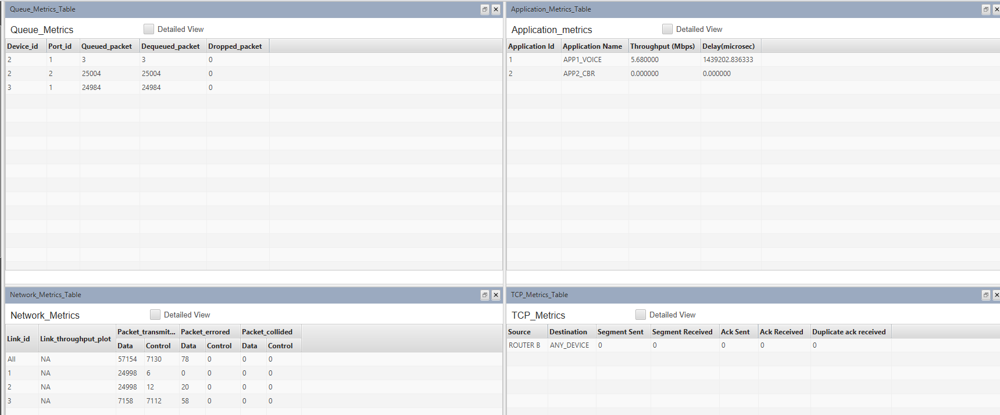 Queue_Metrics_Table
Queue_Metrics Detailed View
Device_id Port_id Queued_packet Dequeued_packet Dropped_packet
2 1 3 3 0
2 2 25004 25004 0
3 1 24984 24984 0
Application_Metrics_Table
Application_metrics Detailed View
Application Id Application Name Throughput (Mbps) Delay(microsec)
1 APP1_VOICE 5.680000 1439202.836333
2 APP2_CBR 0.000000 0.000000
Network_Metrics_Table
Network_Metrics Detailed View
Link_id Link_throughput_plot Packet_transmit... Packet_errored Packet_collided
Data Control Data Control Data Control
All NA 57154 7130 78 0 0 0
1 NA 24998 6 0 0 0 0
2 NA 24998 12 20 0 0 0
3 NA 7158 7112 58 0 0 0
TCP_Metrics_Table
TCP_Metrics Detailed View
Source Destination Segment Sent Segment Received Ack Sent Ack Received Duplicate ack received
ROUTER B ANY_DEVICE 0 0 0 0 0